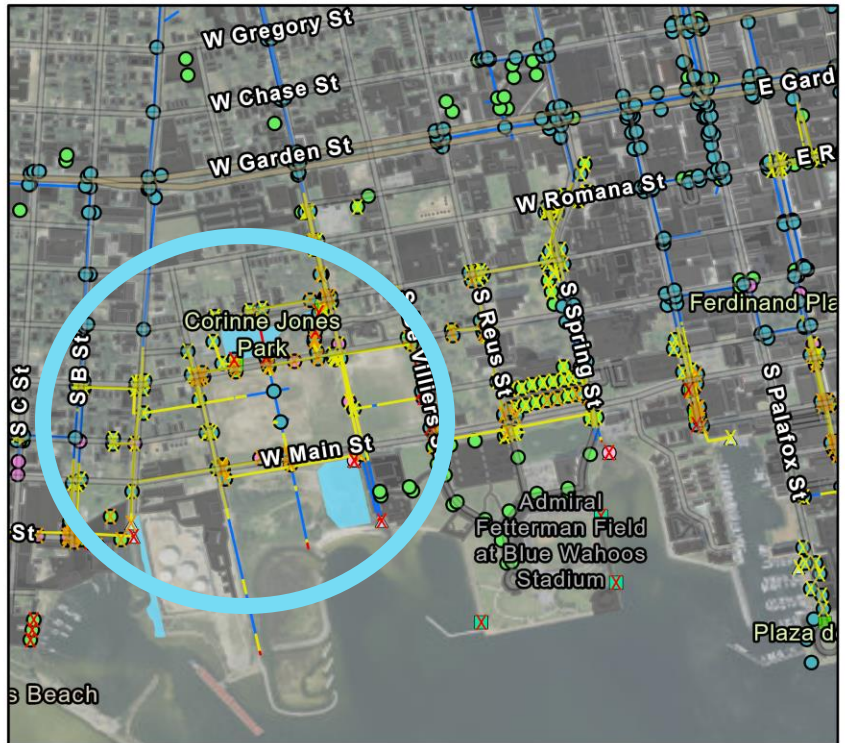 W Gregory St
W Chase St
E Gard
W Garden St
E R
W Romana St
Corinne Jones
Park
Ferdinand Pla
S C St
S B St
S Reus St
S Spring St
S Palafox St
W Main St
St
Admiral
Fetterman Field
at Blue Wahoos
Stadium
Plaza d
s Beach